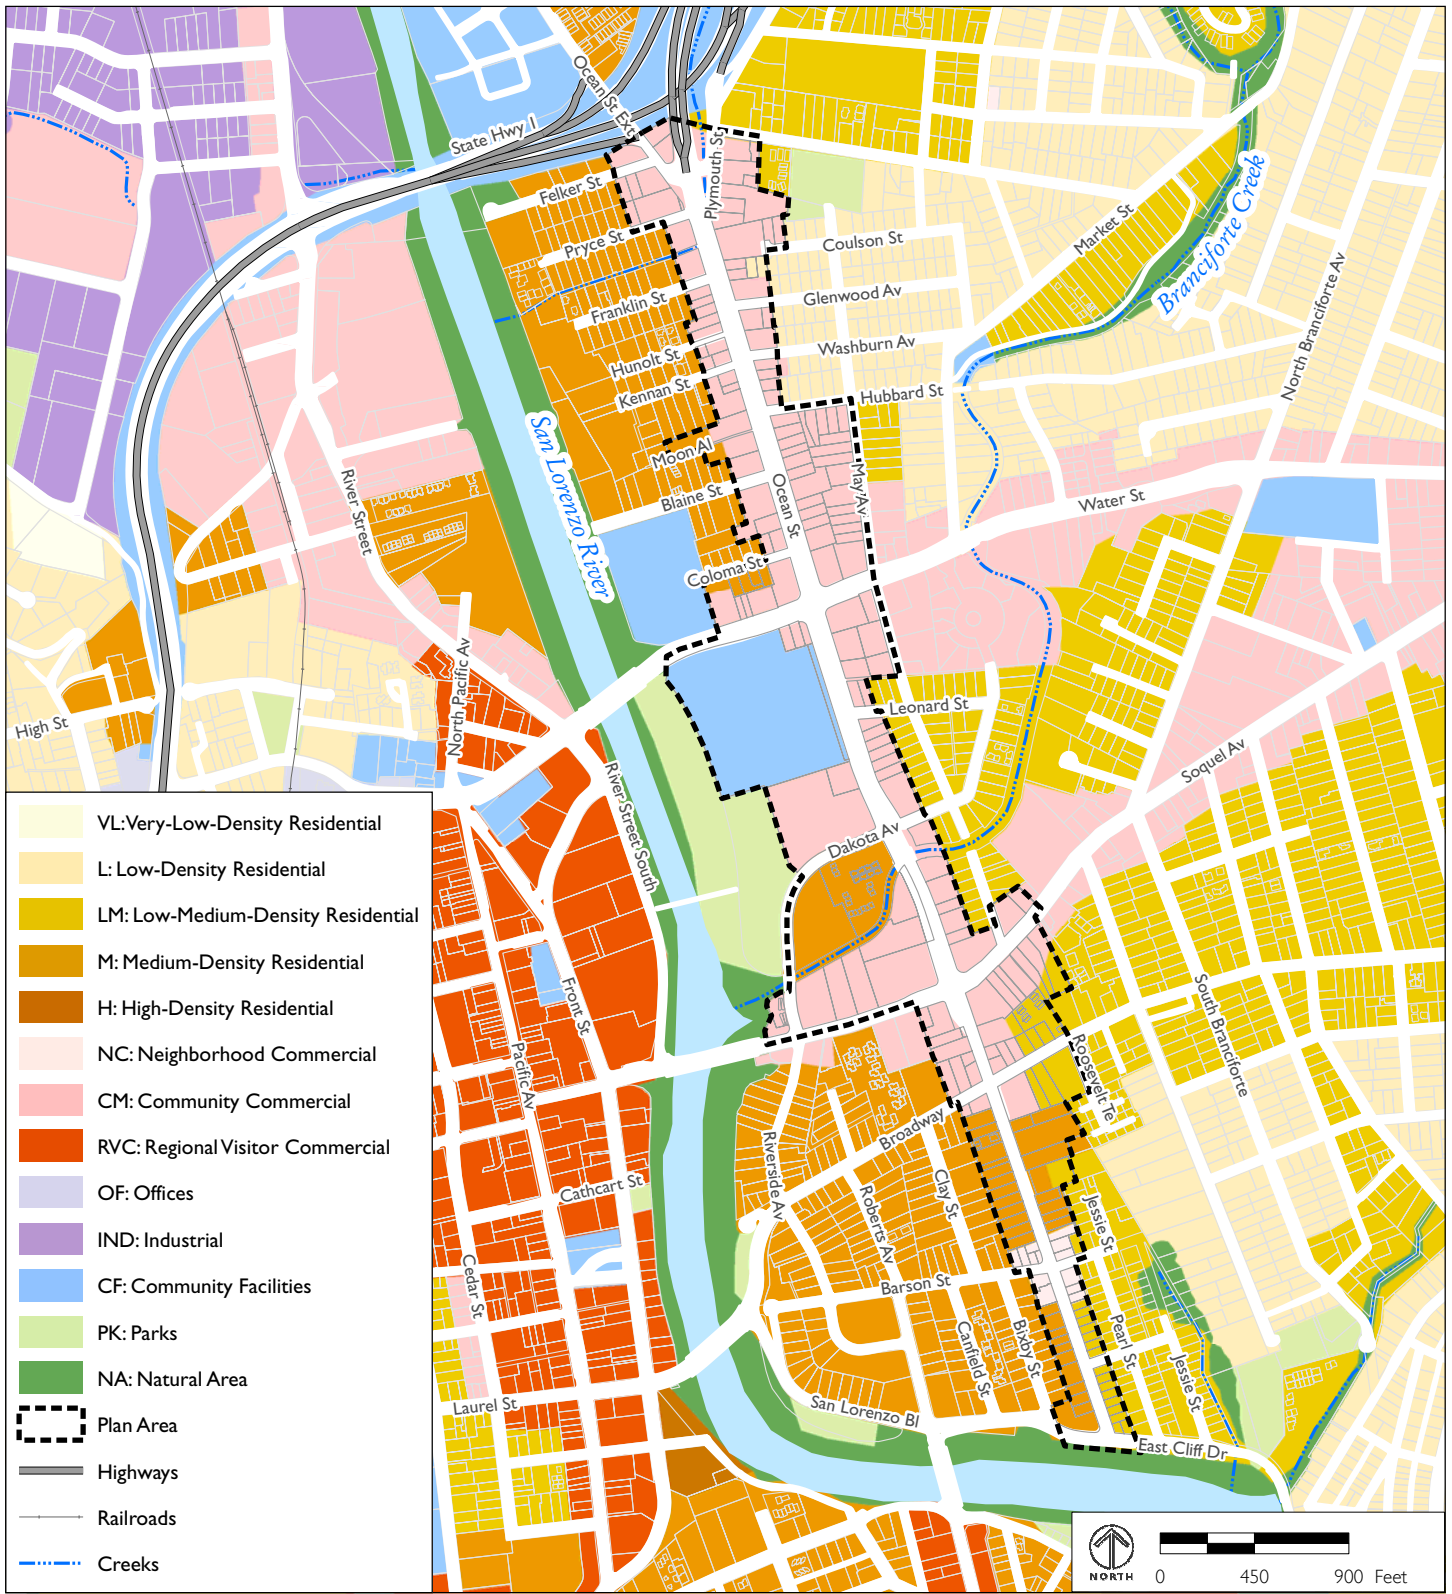 Ocean St Ext
State Hwy 1
Plymouth St
Felker St
Pryce St
Franklin St
Hunolt St
Kennan St
Moon Al
Blaine St
Coloma St
Coulson St
Glenwood Av
Washburn Av
Hubbard St
Market St
Branciforte Creek
North Branciforte Av
San Lorenzo River
Ocean St
May Av
Water St
River Street
North Pacific Av
High St
Leonard St
Soquel Av
Dakota Av
River Street South
Front St
Pacific Av
South Branciforte
Roosevelt Te
Broadway
Riverside Av
Roberts Av
Clay St
Cathcart St
Cedar St
Barson St
Jessie St
Canfield St
Bixby St
Pearl St
Jessie St
Laurel St
San Lorenzo Bl
East Cliff Dr
VL: Very-Low-Density Residential
L: Low-Density Residential
LM: Low-Medium-Density Residential
M: Medium-Density Residential
H: High-Density Residential
NC: Neighborhood Commercial
CM: Community Commercial
RVC: Regional Visitor Commercial
OF: Offices
IND: Industrial
CF: Community Facilities
PK: Parks
NA: Natural Area
Plan Area
Highways
Railroads
Creeks
NORTH
0 450 900 Feet